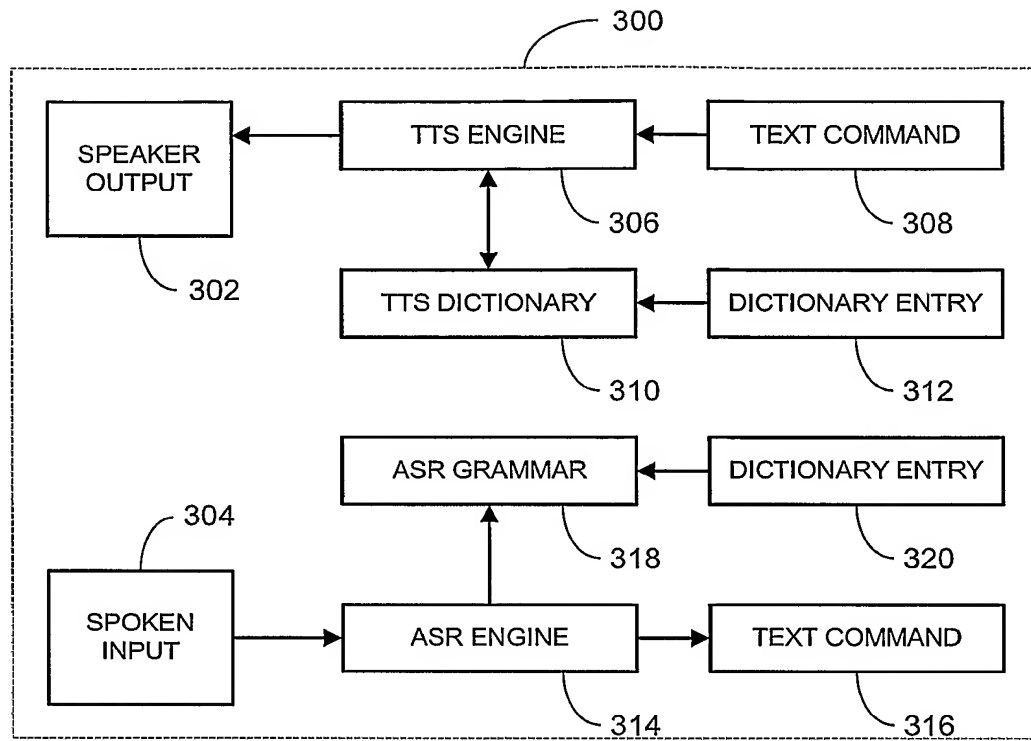 300
SPEAKER
OUTPUT
302
TTS ENGINE
306
TEXT COMMAND
308
TTS DICTIONARY
310
DICTIONARY ENTRY
312
ASR GRAMMAR
318
DICTIONARY ENTRY
320
304
SPOKEN
INPUT
ASR ENGINE
314
TEXT COMMAND
316